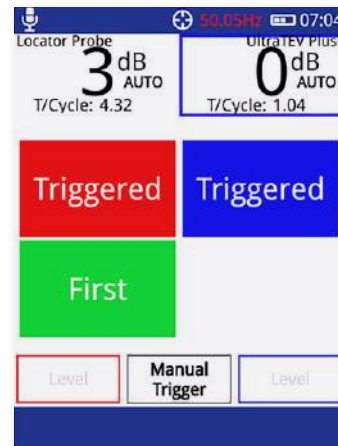 50.05Hz 07:04
Locator Probe UltraTEV Plus
3 dB AUTO 0 dB AUTO
T/Cycle: 4.32 T/Cycle: 1.04
Triggered Triggered
First
Level Manual Trigger Level